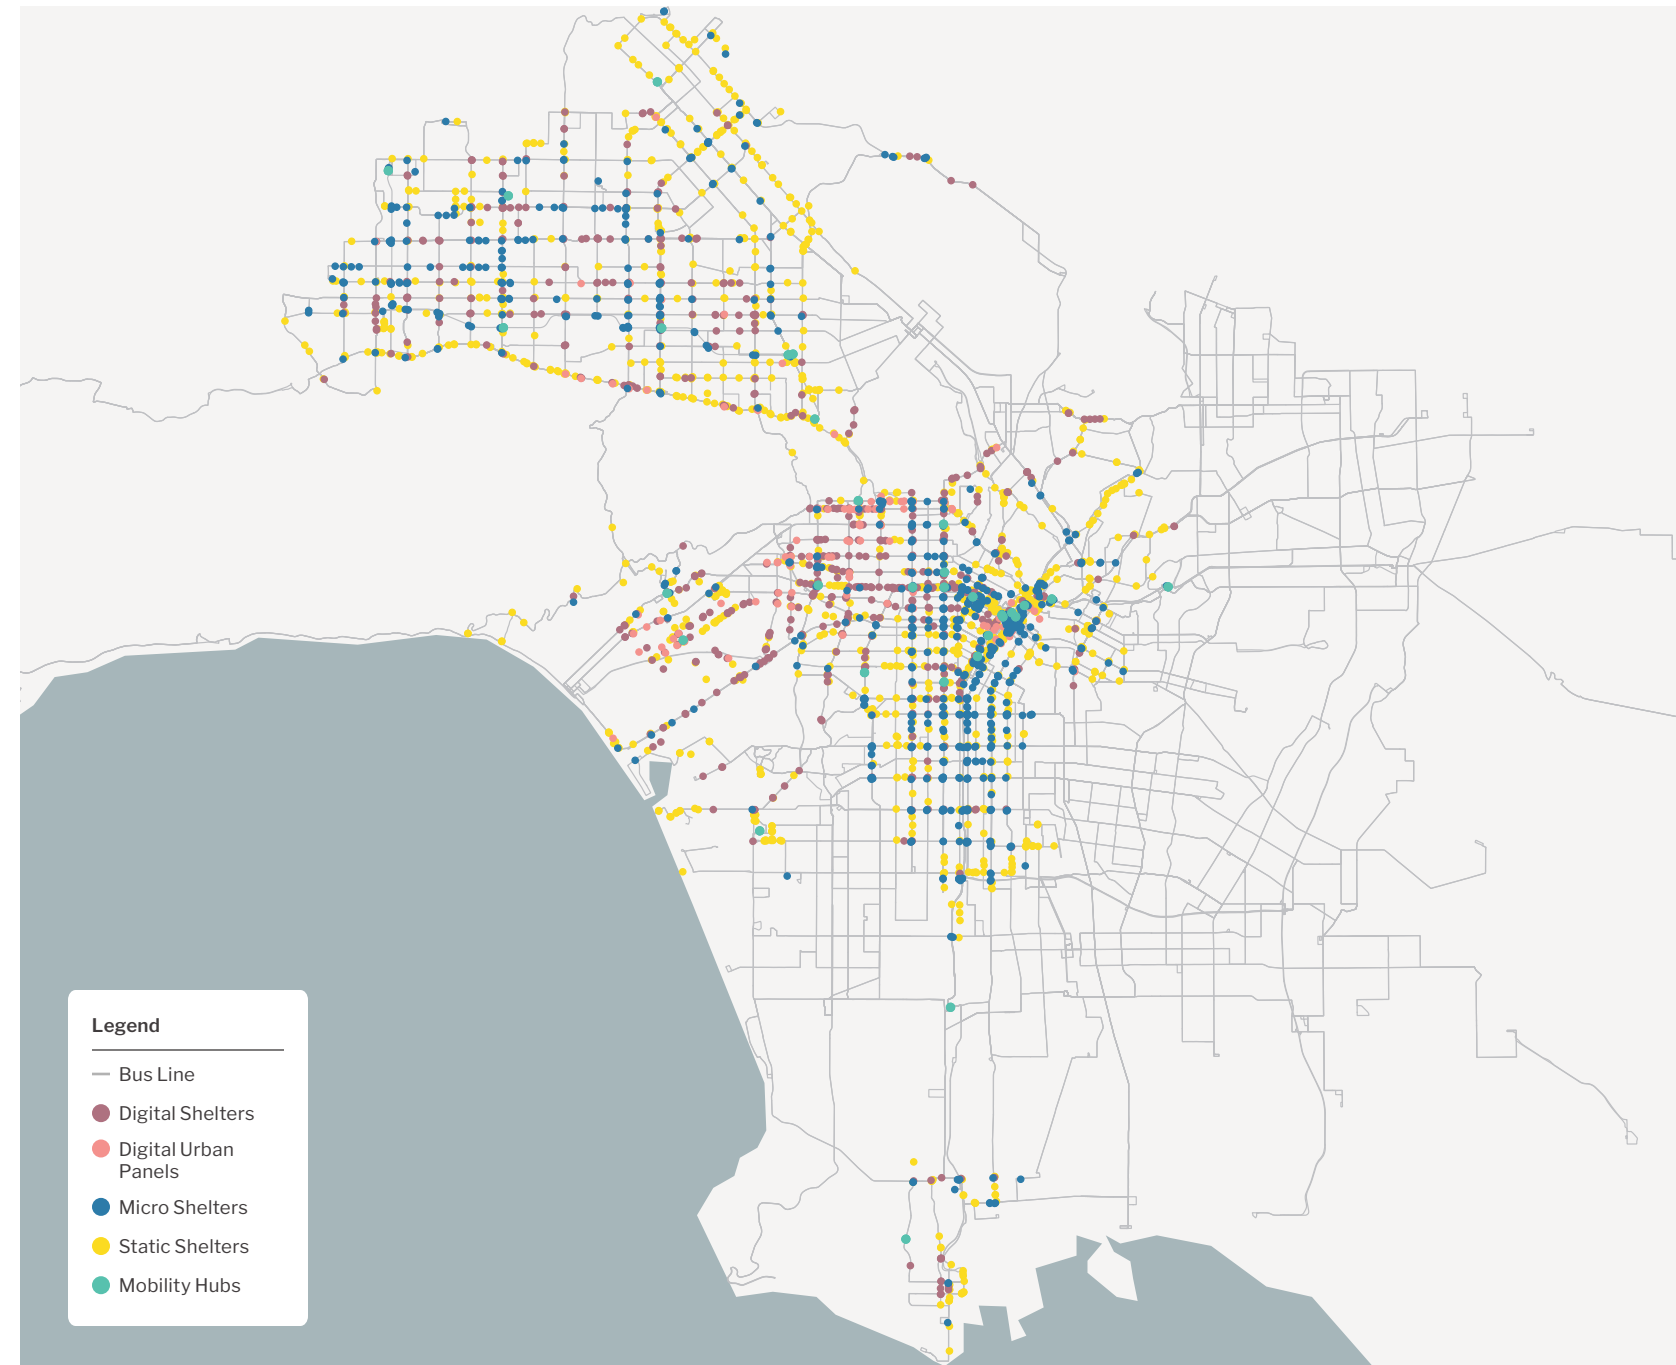 Legend
Bus Line
Digital Shelters
Digital Urban
Panels
Micro Shelters
Static Shelters
Mobility Hubs